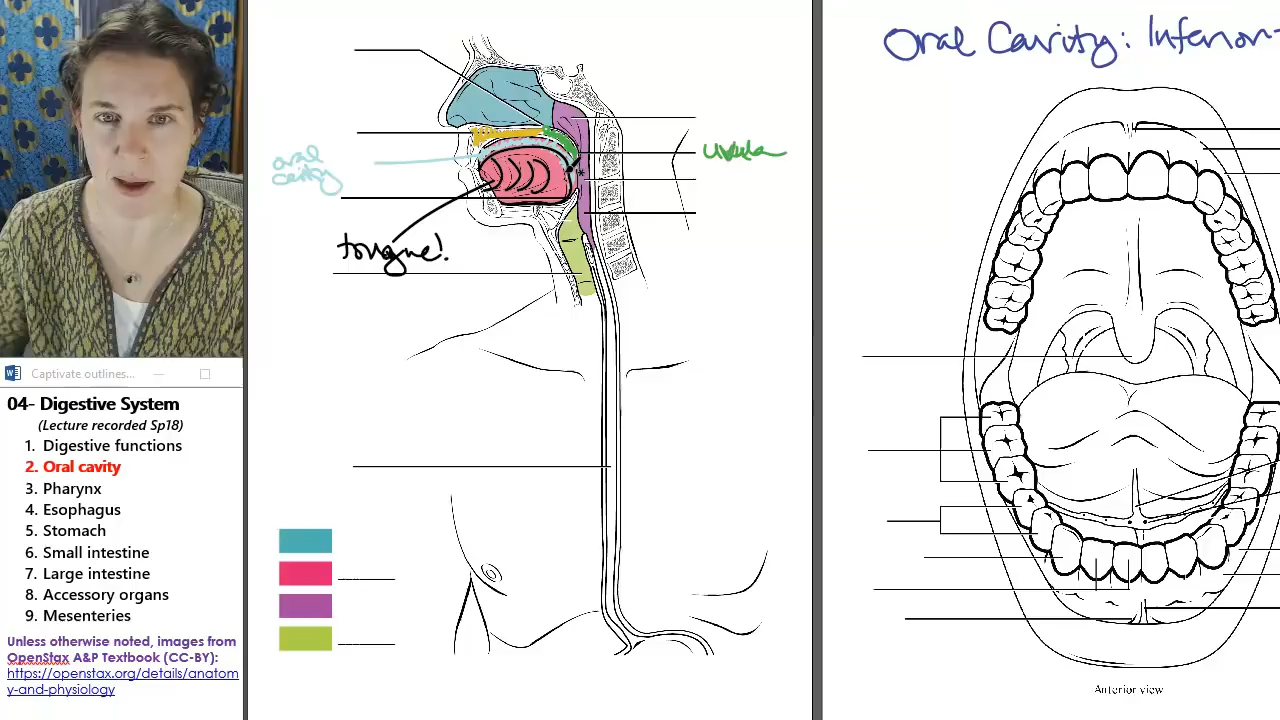 Oral Cavity: Inferior
oral
cavity
uvula
tongue!
Captivate outlines...
04- Digestive System
(Lecture recorded Sp18)
1. Digestive functions
2. Oral cavity
3. Pharynx
4. Esophagus
5. Stomach
6. Small intestine
7. Large intestine
8. Accessory organs
9. Mesenteries
Unless otherwise noted, images from
OpenStax A&P Textbook (CC-BY):
https://openstax.org/details/anatom
y-and-physiology
Anterior view